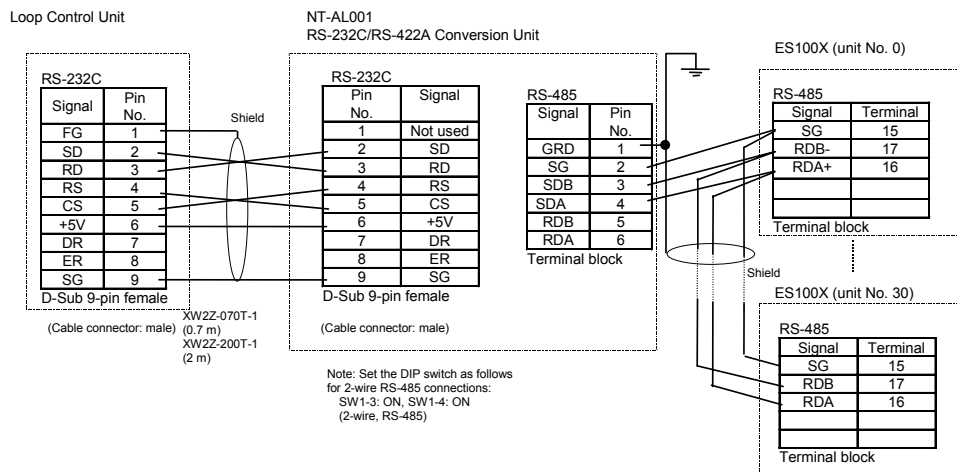 Loop Control Unit
NT-AL001
RS-232C/RS-422A Conversion Unit
ES100X (unit No. 0)
RS-232C
Signal Pin No.
FG 1
SD 2
RD 3
RS 4
CS 5
+5V 6
DR 7
ER 8
SG 9
D-Sub 9-pin female
(Cable connector: male)
Shield
XW2Z-070T-1
(0.7 m)
XW2Z-200T-1
(2 m)
RS-232C
Pin No. Signal
1 Not used
2 SD
3 RD
4 RS
5 CS
6 +5V
7 DR
8 ER
9 SG
D-Sub 9-pin female
(Cable connector: male)
RS-485
Signal Pin No.
GRD 1
SG 2
SDB 3
SDA 4
RDB 5
RDA 6
Terminal block
Note: Set the DIP switch as follows
for 2-wire RS-485 connections:
SW1-3: ON, SW1-4: ON
(2-wire, RS-485)
RS-485
Signal Terminal
SG 15
RDB- 17
RDA+ 16
Terminal block
Shield
ES100X (unit No. 30)
RS-485
Signal Terminal
SG 15
RDB 17
RDA 16
Terminal block